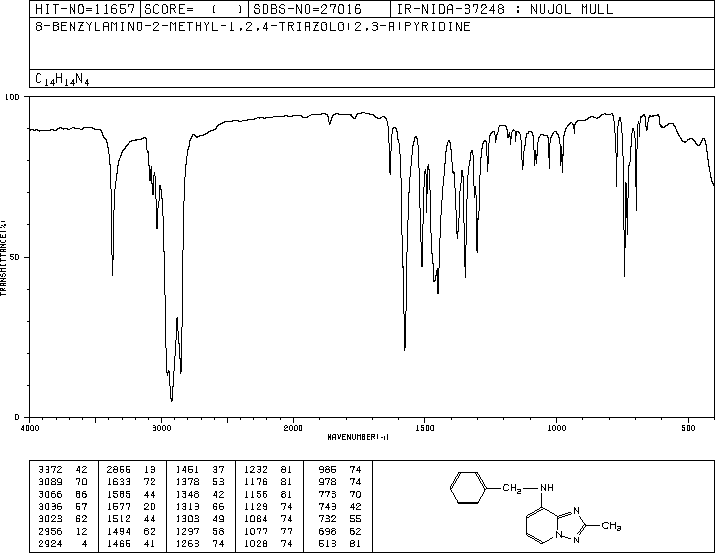 HIT-NO=11657 SCORE= ( ) SDBS-NO=27016 IR-NIDA-37248 : NUJOL MULL
8-BENZYLAMINO-2-METHYL-1,2,4-TRIAZOLO(2,3-A)PYRIDINE
C14H14N4
100
50
0
TRANSMITTANCE(%)
4000 3000 2000 1500 1000 500
WAVENUMBER(-1)
3372 42 2866 13 1461 37 1232 81 986 74
3089 70 1633 72 1378 53 1176 81 978 74
3066 66 1585 44 1348 42 1156 81 773 70
3036 67 1577 20 1313 66 1129 74 743 42
3023 62 1512 44 1303 49 1084 74 732 55
2956 12 1494 62 1297 58 1077 77 698 62
2924 4 1466 41 1263 74 1028 74 513 81
CH2 NH
N
N N
CH3